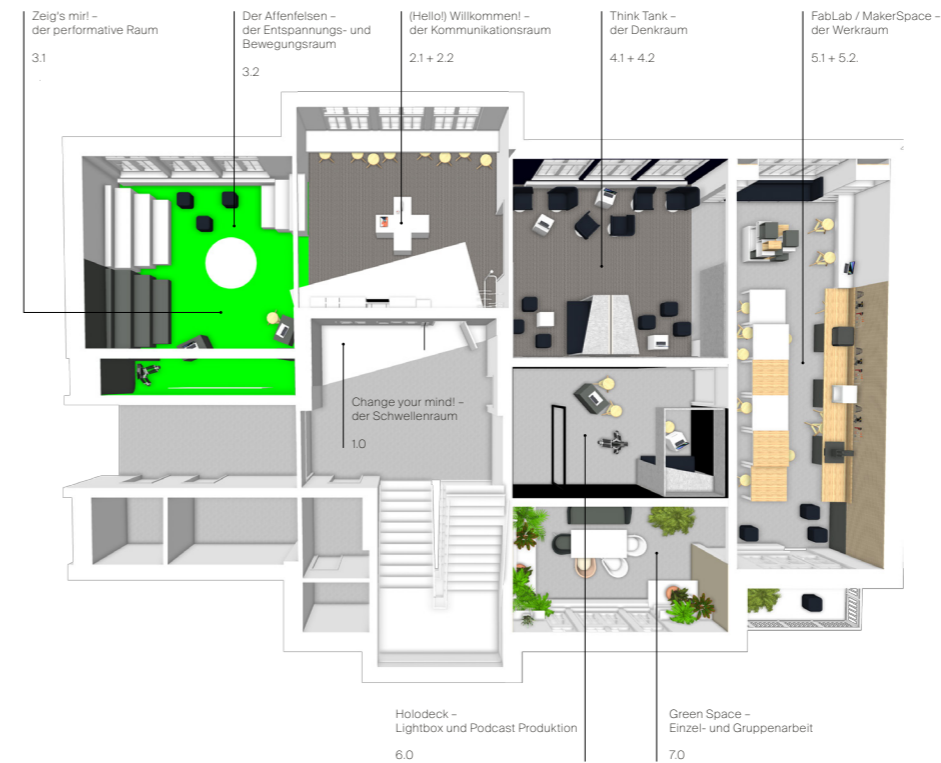 Zeig's mir! –
der performative Raum
3.1
Der Affenfelsen –
der Entspannungs- und
Bewegungsraum
3.2
(Hello!) Willkommen! –
der Kommunikationsraum
2.1 + 2.2
Think Tank –
der Denkraum
4.1 + 4.2
FabLab / MakerSpace –
der Werkraum
5.1 + 5.2.
Change your mind! –
der Schwellenraum
1.0
Holodeck –
Lightbox und Podcast Produktion
6.0
Green Space –
Einzel- und Gruppenarbeit
7.0